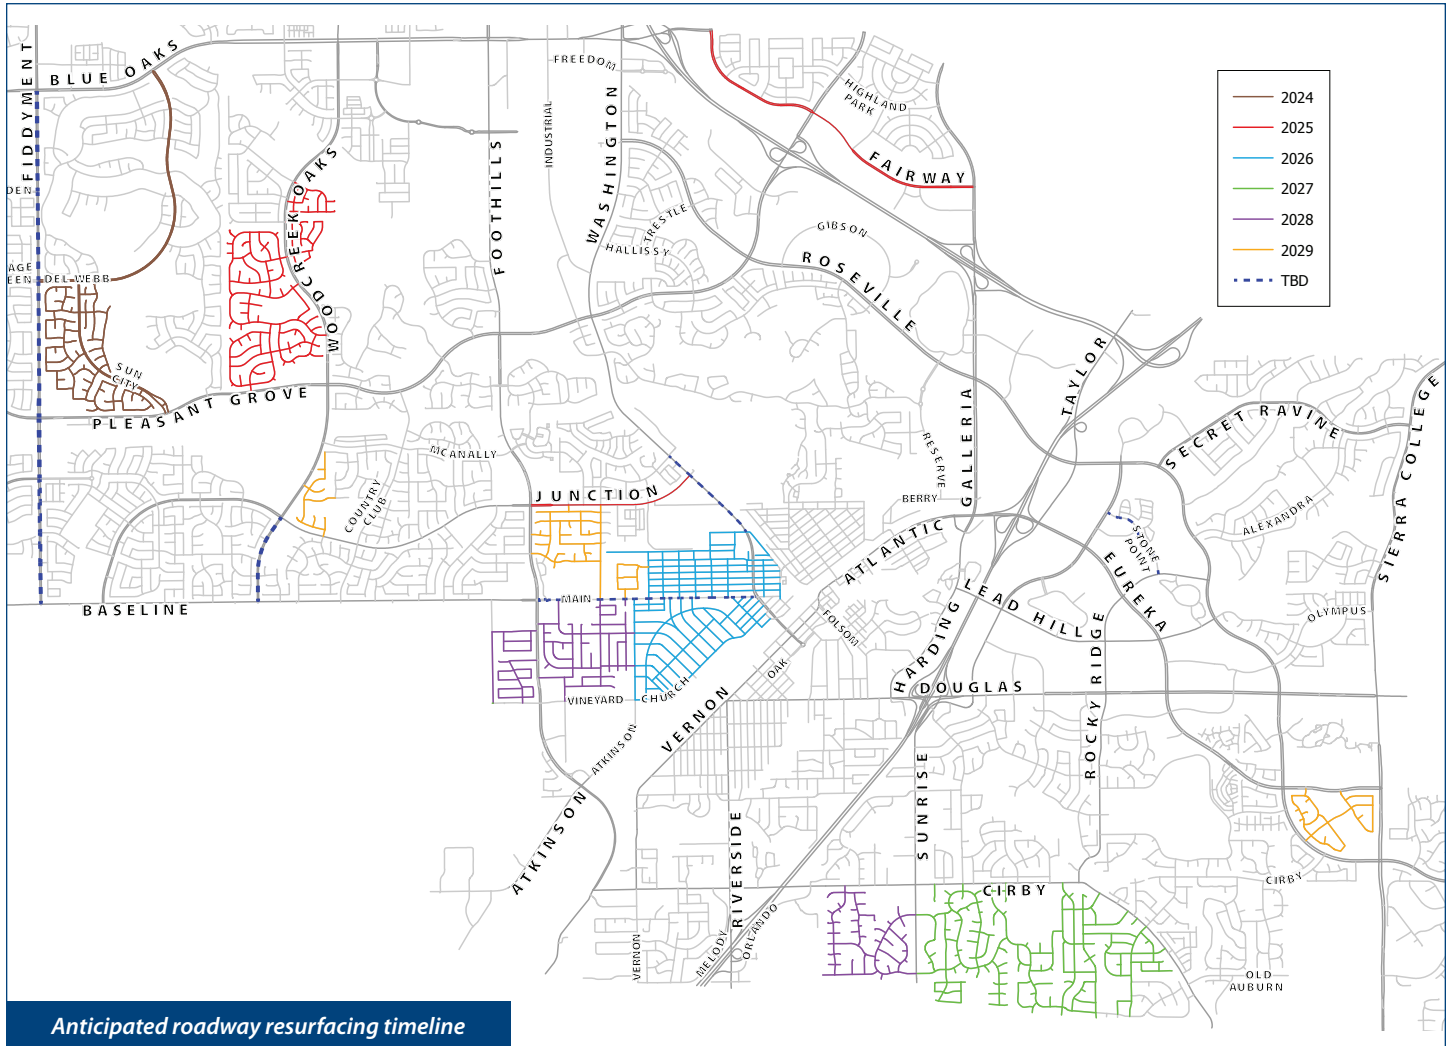 BLUE OAKS
FIDDYMENT
FREEDOM
WASHINGTON
INDUSTRIAL
FOOTHILLS
HIGHLAND
PARK
FAIRWAY
2024
2025
2026
2027
2028
2029
TBD
DEN
WOODCREEK OAKS
TRESTLE
HALLISSY
GIBSON
ROSEVILLE
AGE
EEN
DEL WEBB
SUN
CITY
PLEASANT GROVE
TAYLOR
GALLERIA
RESERVE
SECRET RAVINE
SIERRA COLLEGE
MCANALLY
COUNTRY
CLUB
JUNCTION
BERRY
ATLANTIC
ALEXANDRA
STONE
POINT
EUREKA
BASELINE
MAIN
FOLSOM
LEAD HILL
OLYMPUS
HARDING
ROCKY RIDGE
OAK
DOUGLAS
VINEYARD
CHURCH
VERNON
ATKINSON
ATKINSON
SUNRISE
RIVERSIDE
CIRBY
CIRBY
VERNON
MELODY
ORLANDO
OLD
AUBURN
Anticipated roadway resurfacing timeline